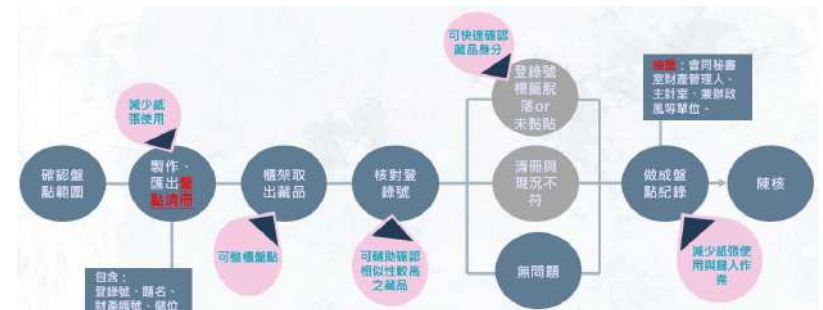 減少紙
張使用
可快速確認
藏品身分
登錄號
標籤脫
落or
未黏貼
複盤：會同秘書
室財產管理人、
主計室、兼辦政
風等單位。
確認盤
點範圍
製作、
匯出盤
點清冊
櫃架取
出藏品
核對登
錄號
清冊與
現況不
符
做成盤
點紀錄
陳核
可整櫃盤點
可輔助確認
相似性較高
之藏品
無問題
減少紙張使
用與鍵入作
業
包含：
登錄號、題名、
財產編號、儲位